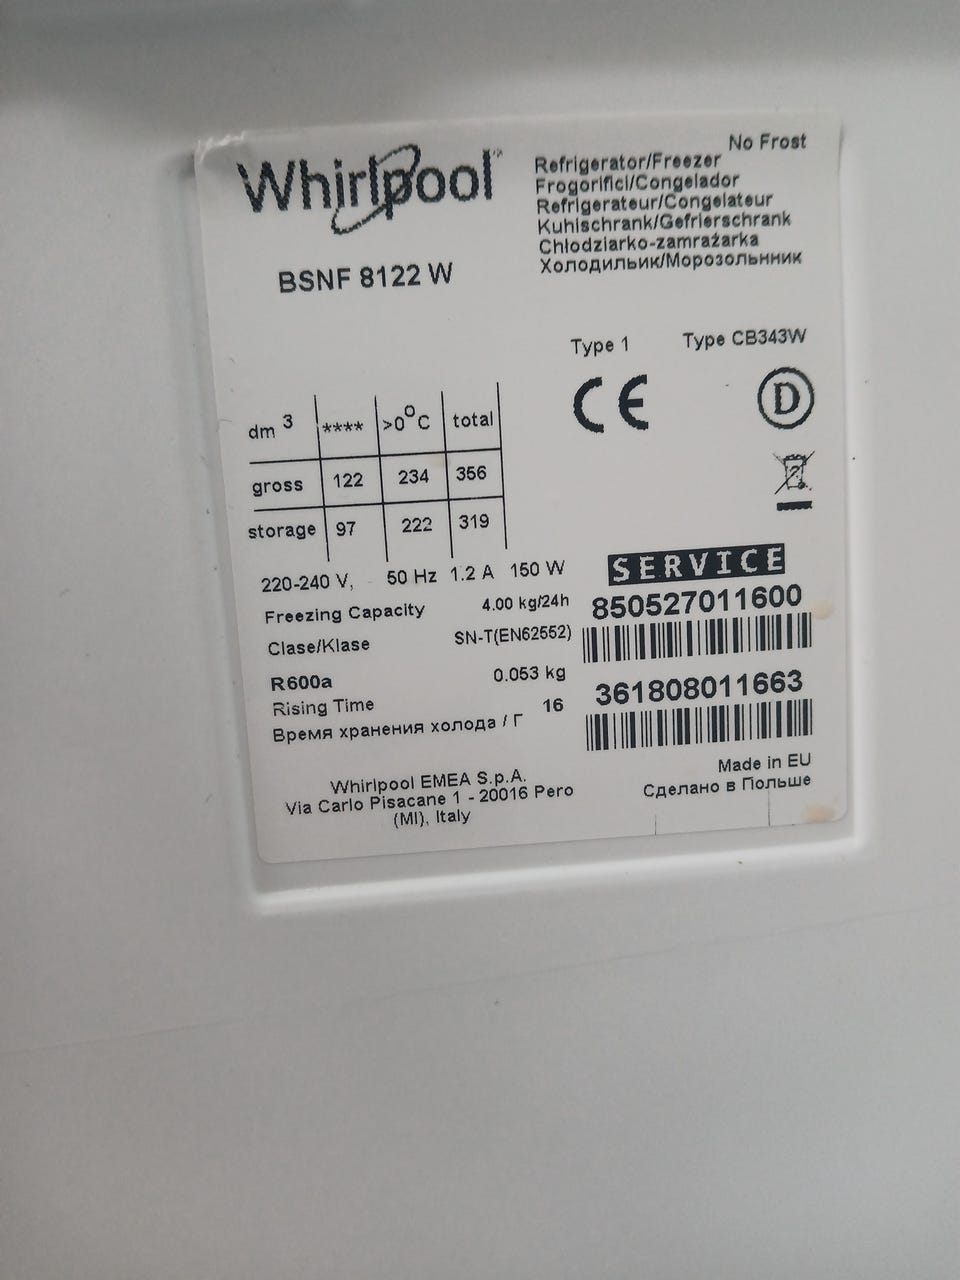 Whirlpool
BSNF 8122 W
No Frost
Refrigerator/Freezer
Frogorifici/Congelador
Refrigerateur/Congelateur
Kuhlschrank/Gefrierschrank
Chłodziarko-zamrażarka
Холодильик/Морозольнник
Type 1
Type CB343W
CE
D
dm 3 **** >0°C total
gross 122 234 356
storage 97 222 319
220-240 V, 50 Hz 1.2 A 150 W
Freezing Capacity 4.00 kg/24h
Clase/Klase SN-T(EN62552)
R600a 0.053 kg
Rising Time 16
Время хранения холода / Г
SERVICE
850527011600
361808011663
Whirlpool EMEA S.p.A.
Via Carlo Pisacane 1 - 20016 Pero
(MI), Italy
Made in EU
Сделано в Польше